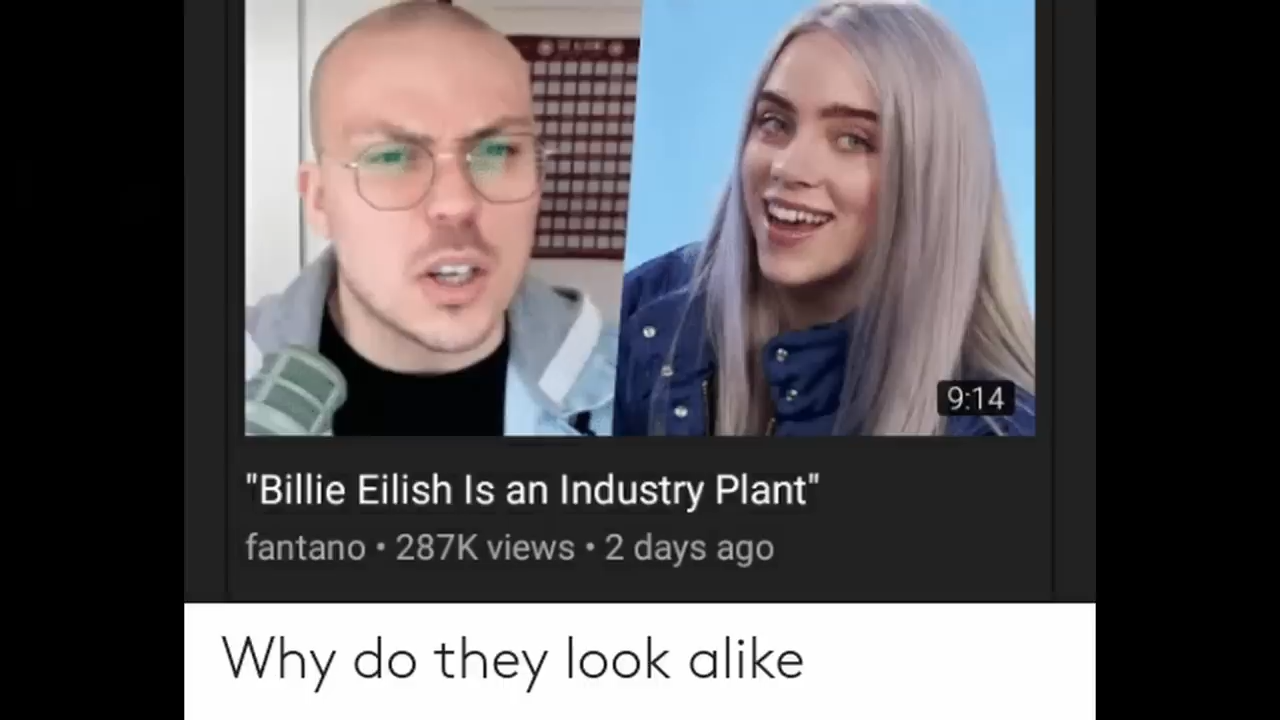 9:14
"Billie Eilish Is an Industry Plant"
fantano • 287K views • 2 days ago
Why do they look alike